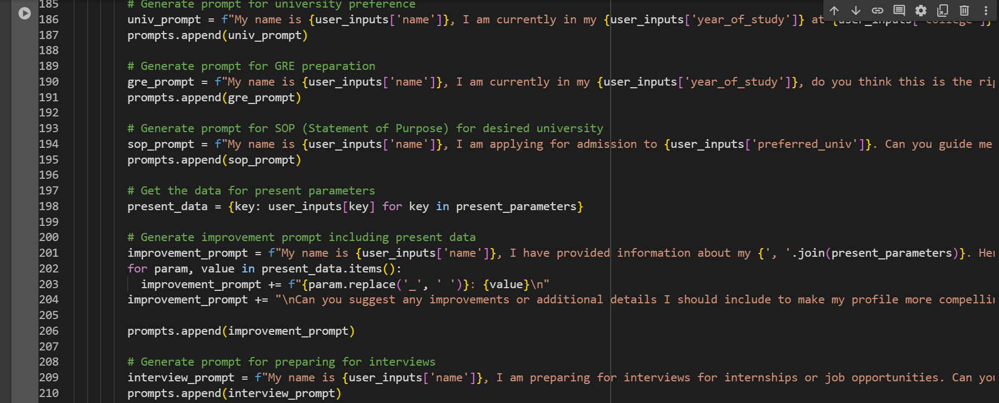 185 # Generate prompt for university preference
186 univ_prompt = f"My name is {user_inputs['name']}, I am currently in my {user_inputs['year_of_study']} at {user_inputs['college']}
187 prompts.append(univ_prompt)
188
189 # Generate prompt for GRE preparation
190 gre_prompt = f"My name is {user_inputs['name']}, I am currently in my {user_inputs['year_of_study']}, do you think this is the
191 prompts.append(gre_prompt)
192
193 # Generate prompt for SOP (Statement of Purpose) for desired university
194 sop_prompt = f"My name is {user_inputs['name']}, I am applying for admission to {user_inputs['preferred_univ']}. Can you guide me
195 prompts.append(sop_prompt)
196
197 # Get the data for present parameters
198 present_data = {key: user_inputs[key] for key in present_parameters}
199
200 # Generate improvement prompt including present data
201 improvement_prompt = f"My name is {user_inputs['name']}, I have provided information about my {', '.join(present_parameters)}.
202 for param, value in present_data.items():
203 improvement_prompt += f"{param.replace('_', ' ')}: {value}\n"
204 improvement_prompt += "\nCan you suggest any improvements or additional details I should include to make my profile more
205
206 prompts.append(improvement_prompt)
207
208 # Generate prompt for preparing for interviews
209 interview_prompt = f"My name is {user_inputs['name']}, I am preparing for interviews for internships or job opportunities. Can
210 prompts.append(interview_prompt)